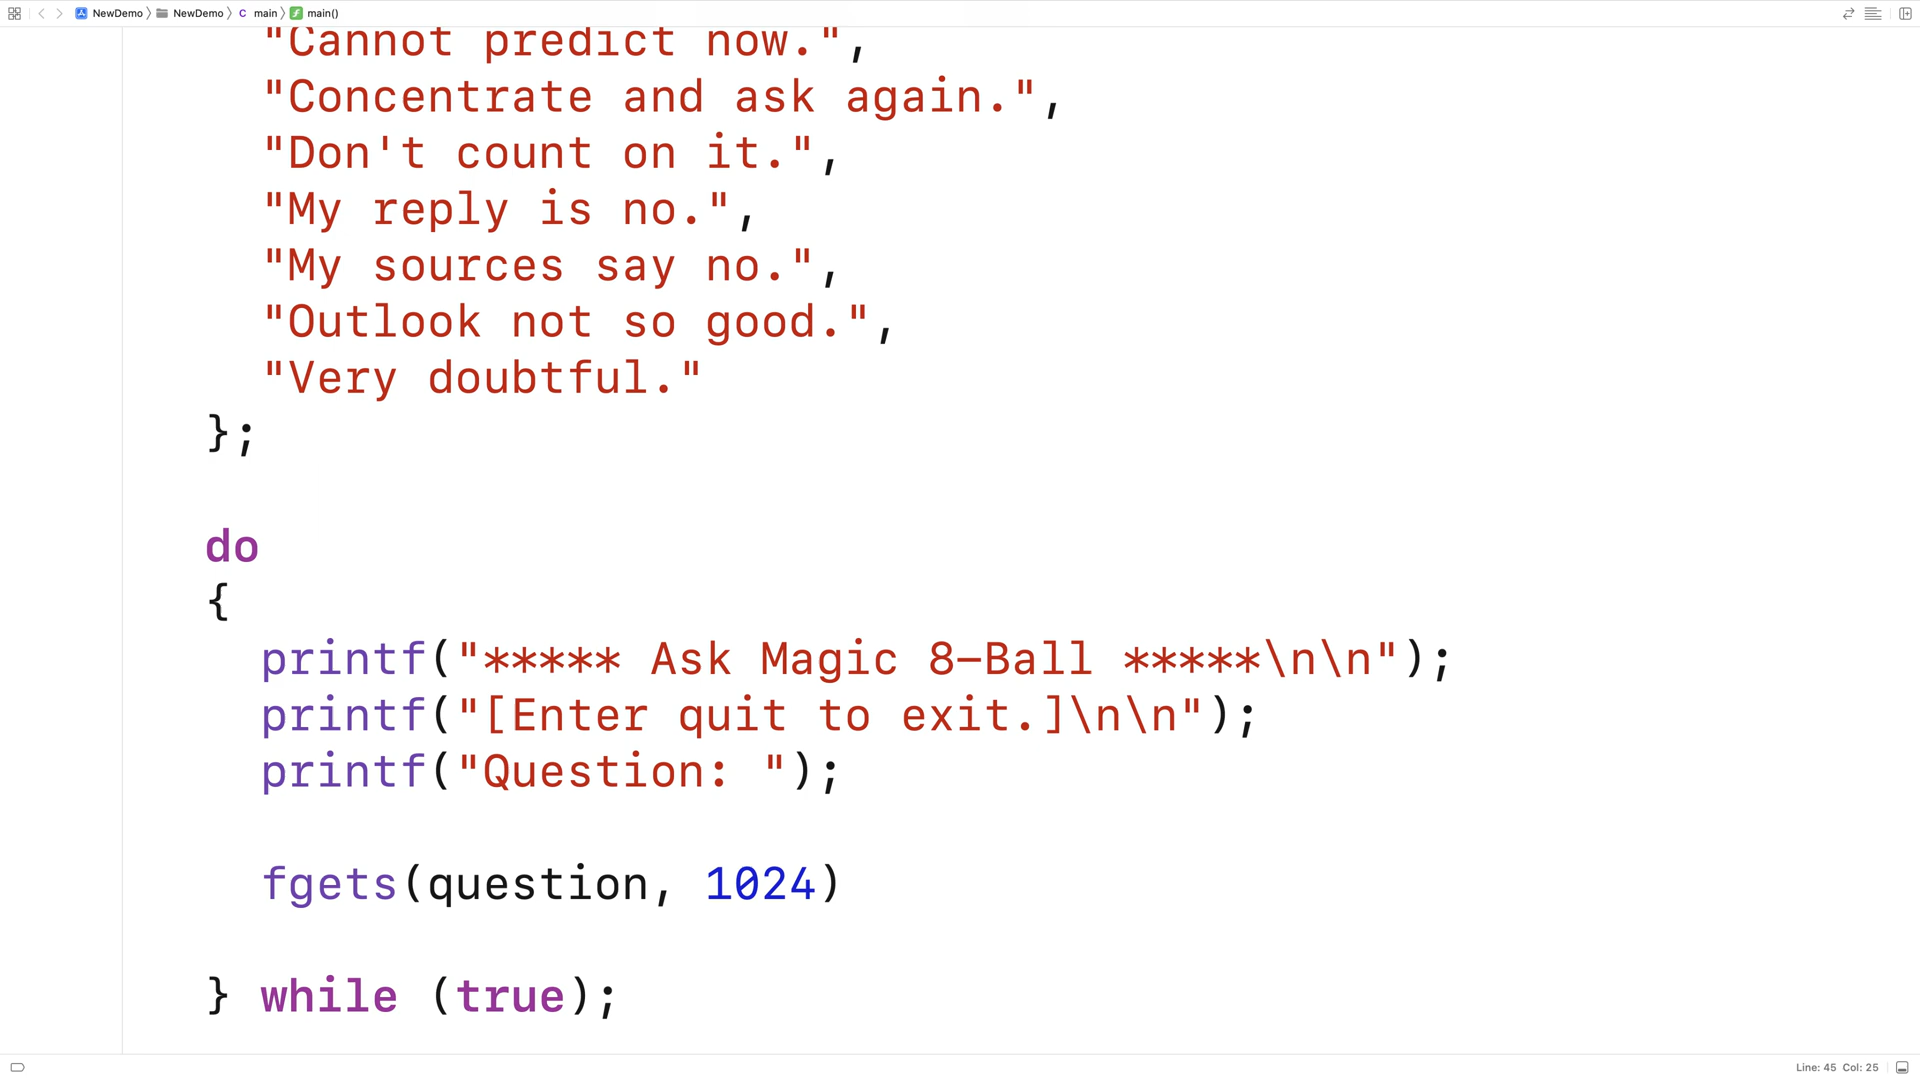 NewDemo 〉 NewDemo 〉 C main 〉 f main()
"Cannot predict now.",
"Concentrate and ask again.",
"Don't count on it.",
"My reply is no.",
"My sources say no.",
"Outlook not so good.",
"Very doubtful."
};
do
{
printf("***** Ask Magic 8-Ball *****\n\n");
printf("[Enter quit to exit.]\n\n");
printf("Question: ");
fgets(question, 1024)
} while (true);
Line: 45 Col: 25